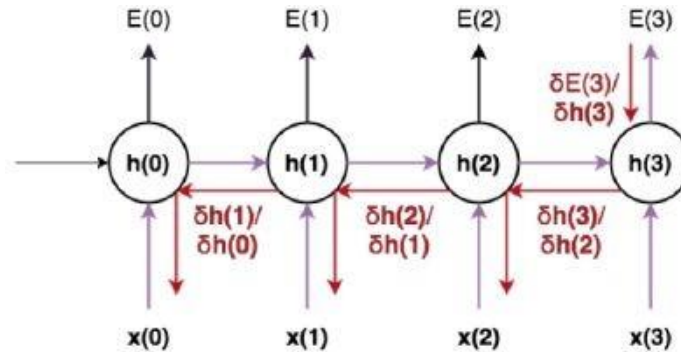 E(0) E(1) E(2) E(3)
δE(3)/
δh(3)
h(0) h(1) h(2) h(3)
δh(1)/ δh(2)/ δh(3)/
δh(0) δh(1) δh(2)
x(0) x(1) x(2) x(3)